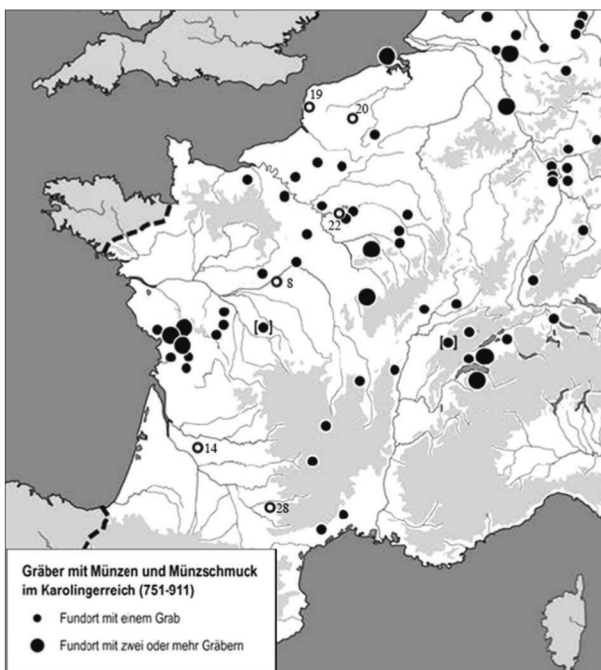 19
20
22
8
[ ]
[ ]
14
28
Gräber mit Münzen und Münzschmuck
im Karolingerreich (751-911)
Fundort mit einem Grab
Fundort mit zwei oder mehr Gräbern